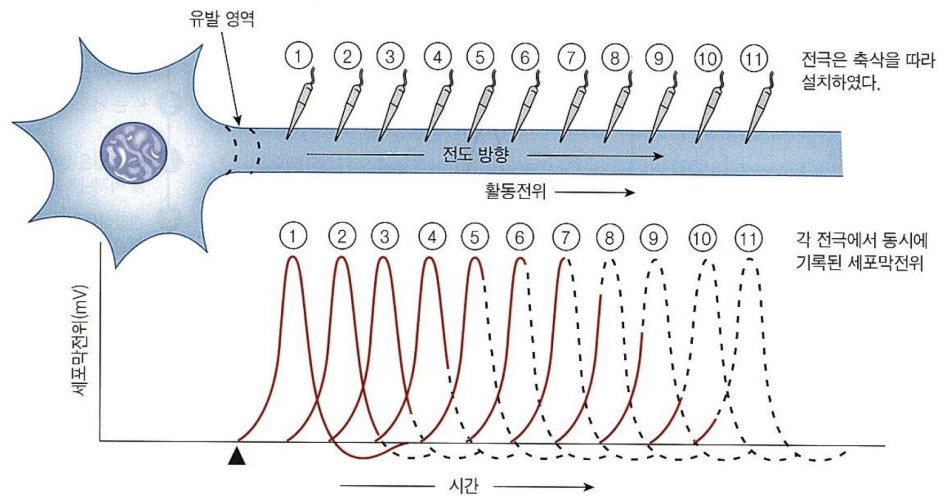 유발 영역
① ② ③ ④ ⑤ ⑥ ⑦ ⑧ ⑨ ⑩ ⑪
전극은 축삭을 따라
설치하였다.
전도 방향
활동전위
① ② ③ ④ ⑤ ⑥ ⑦ ⑧ ⑨ ⑩ ⑪
각 전극에서 동시에
기록된 세포막전위
세포막전위(mV)
시간